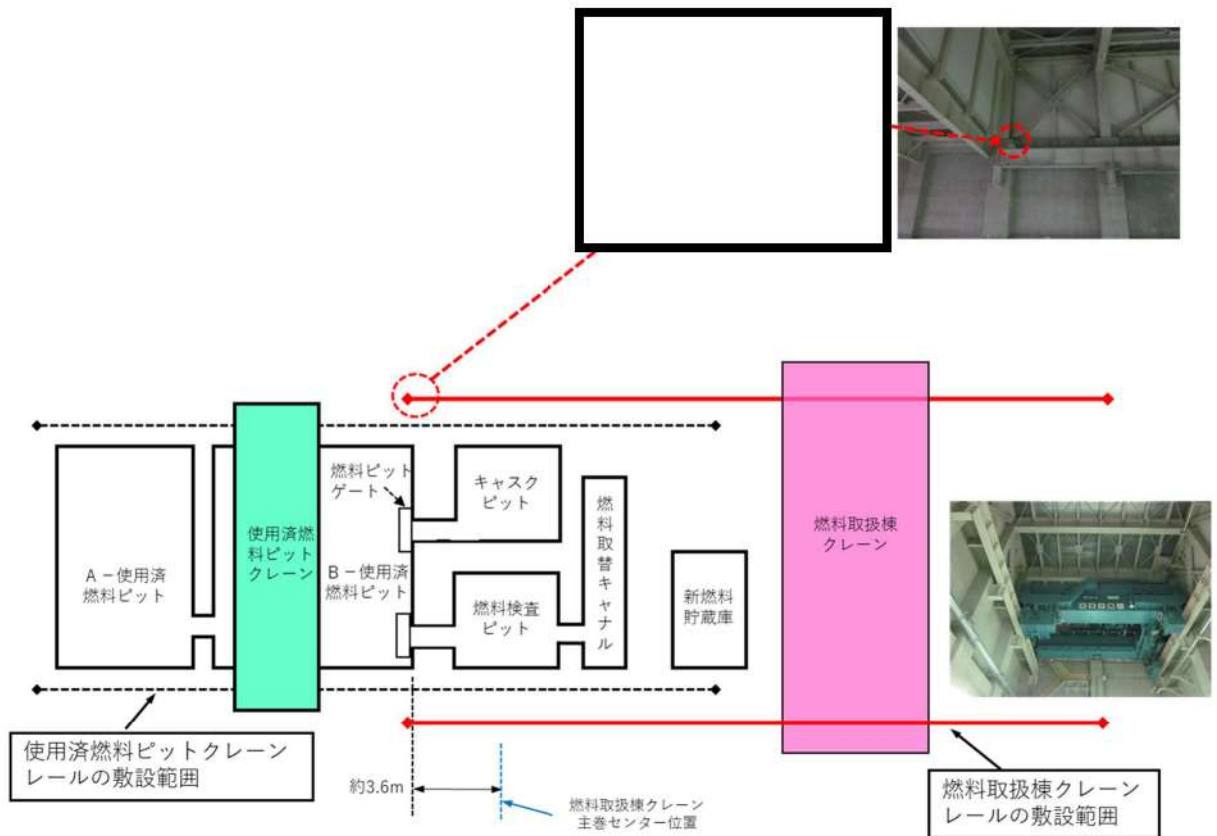 燃料ピット
ゲート
キャスク
ピット
燃料取替キャナル
使用済燃
料ピット
クレーン
燃料取扱棟
クレーン
A－使用済
燃料ピット
B－使用済
燃料ピット
燃料検査
ピット
新燃料
貯蔵庫
使用済燃料ピットクレーン
レールの敷設範囲
約3.6m
燃料取扱棟クレーン
主巻センター位置
燃料取扱棟クレーン
レールの敷設範囲